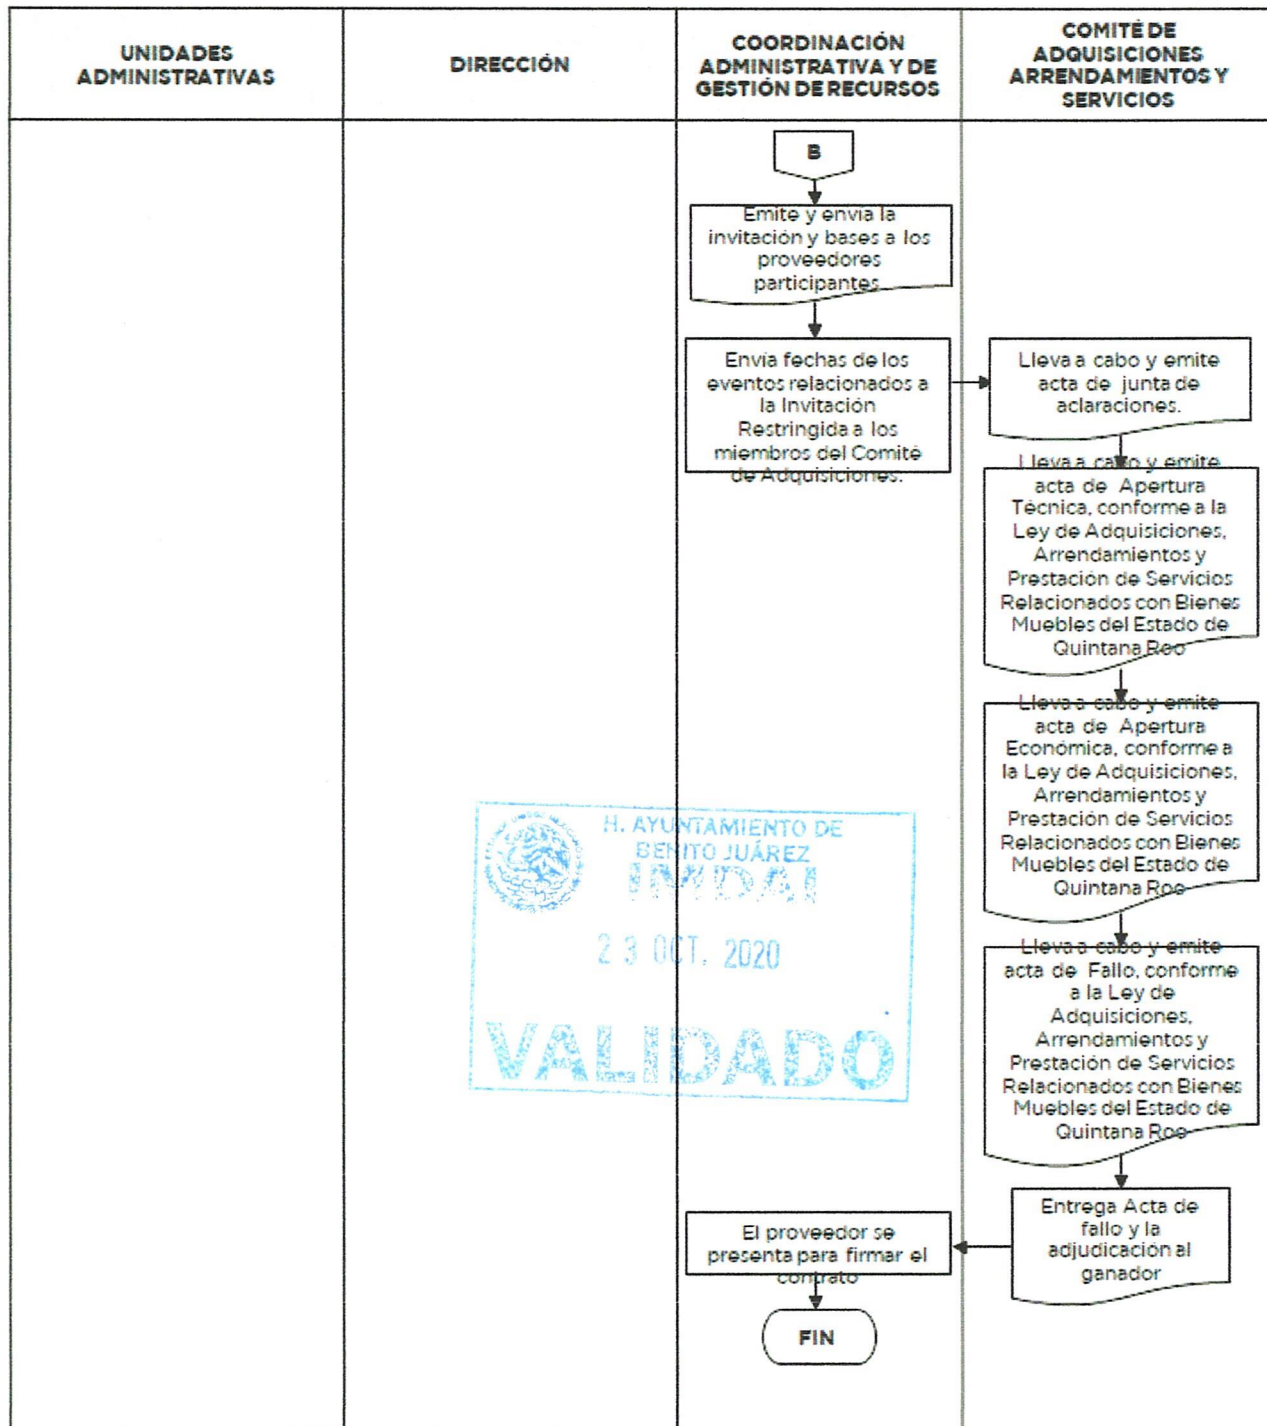 UNIDADES
ADMINISTRATIVAS
DIRECCIÓN
COORDINACIÓN
ADMINISTRATIVA Y DE
GESTIÓN DE RECURSOS
COMITÉ DE
ADQUISICIONES
ARRENDAMIENTOS Y
SERVICIOS
B
Emite y envía la
invitación y bases a los
proveedores
participantes
Envía fechas de los
eventos relacionados a
la Invitación
Restringida a los
miembros del Comité
de Adquisiciones.
Lleva a cabo y emite
acta de junta de
aclaraciones.
Lleva a cabo y emite
acta de Apertura
Técnica, conforme a la
Ley de Adquisiciones,
Arrendamientos y
Prestación de Servicios
Relacionados con Bienes
Muebles del Estado de
Quintana Roo
Lleva a cabo y emite
acta de Apertura
Económica, conforme a
la Ley de Adquisiciones,
Arrendamientos y
Prestación de Servicios
Relacionados con Bienes
Muebles del Estado de
Quintana Roo
H. AYUNTAMIENTO DE
BENITO JUÁREZ
IMDAI
23 OCT. 2020
VALIDADO
Lleva a cabo y emite
acta de Fallo, conforme
a la Ley de
Adquisiciones,
Arrendamientos y
Prestación de Servicios
Relacionados con Bienes
Muebles del Estado de
Quintana Roo
Entrega Acta de
fallo y la
adjudicación al
ganador
El proveedor se
presenta para firmar el
contrato
FIN